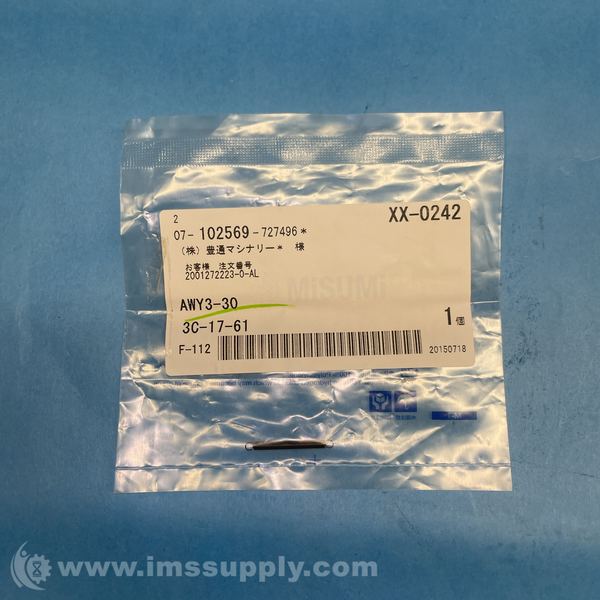 2
XX-0242
07- 102569 -727496*
(株) 豊通マシナリー* 様
お客様 注文番号
2001272223-0-AL
MiSUMi
AWY3-30
3C-17-61
1個
F-112
20150718
www.imssupply.com